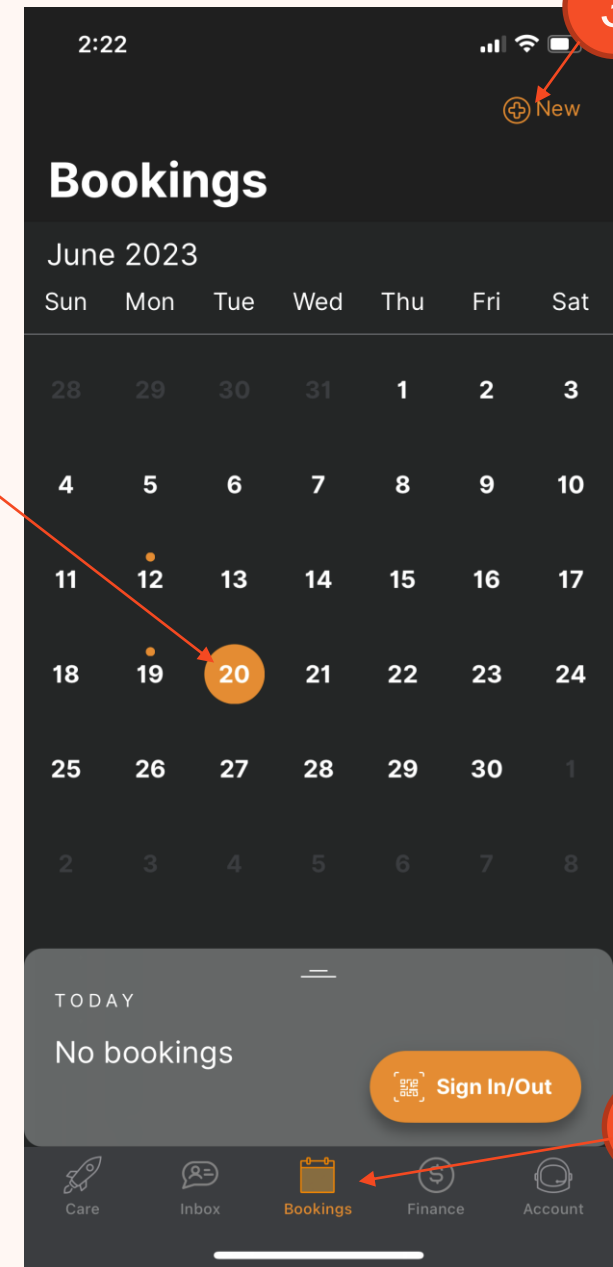 3
2:22
New
Bookings
June 2023
Sun Mon Tue Wed Thu Fri Sat
28 29 30 31 1 2 3
4 5 6 7 8 9 10
11 12 13 14 15 16 17
18 19 20 21 22 23 24
25 26 27 28 29 30 1
2 3 4 5 6 7 8
TODAY
No bookings
Sign In/Out
Care Inbox Bookings Finance Account